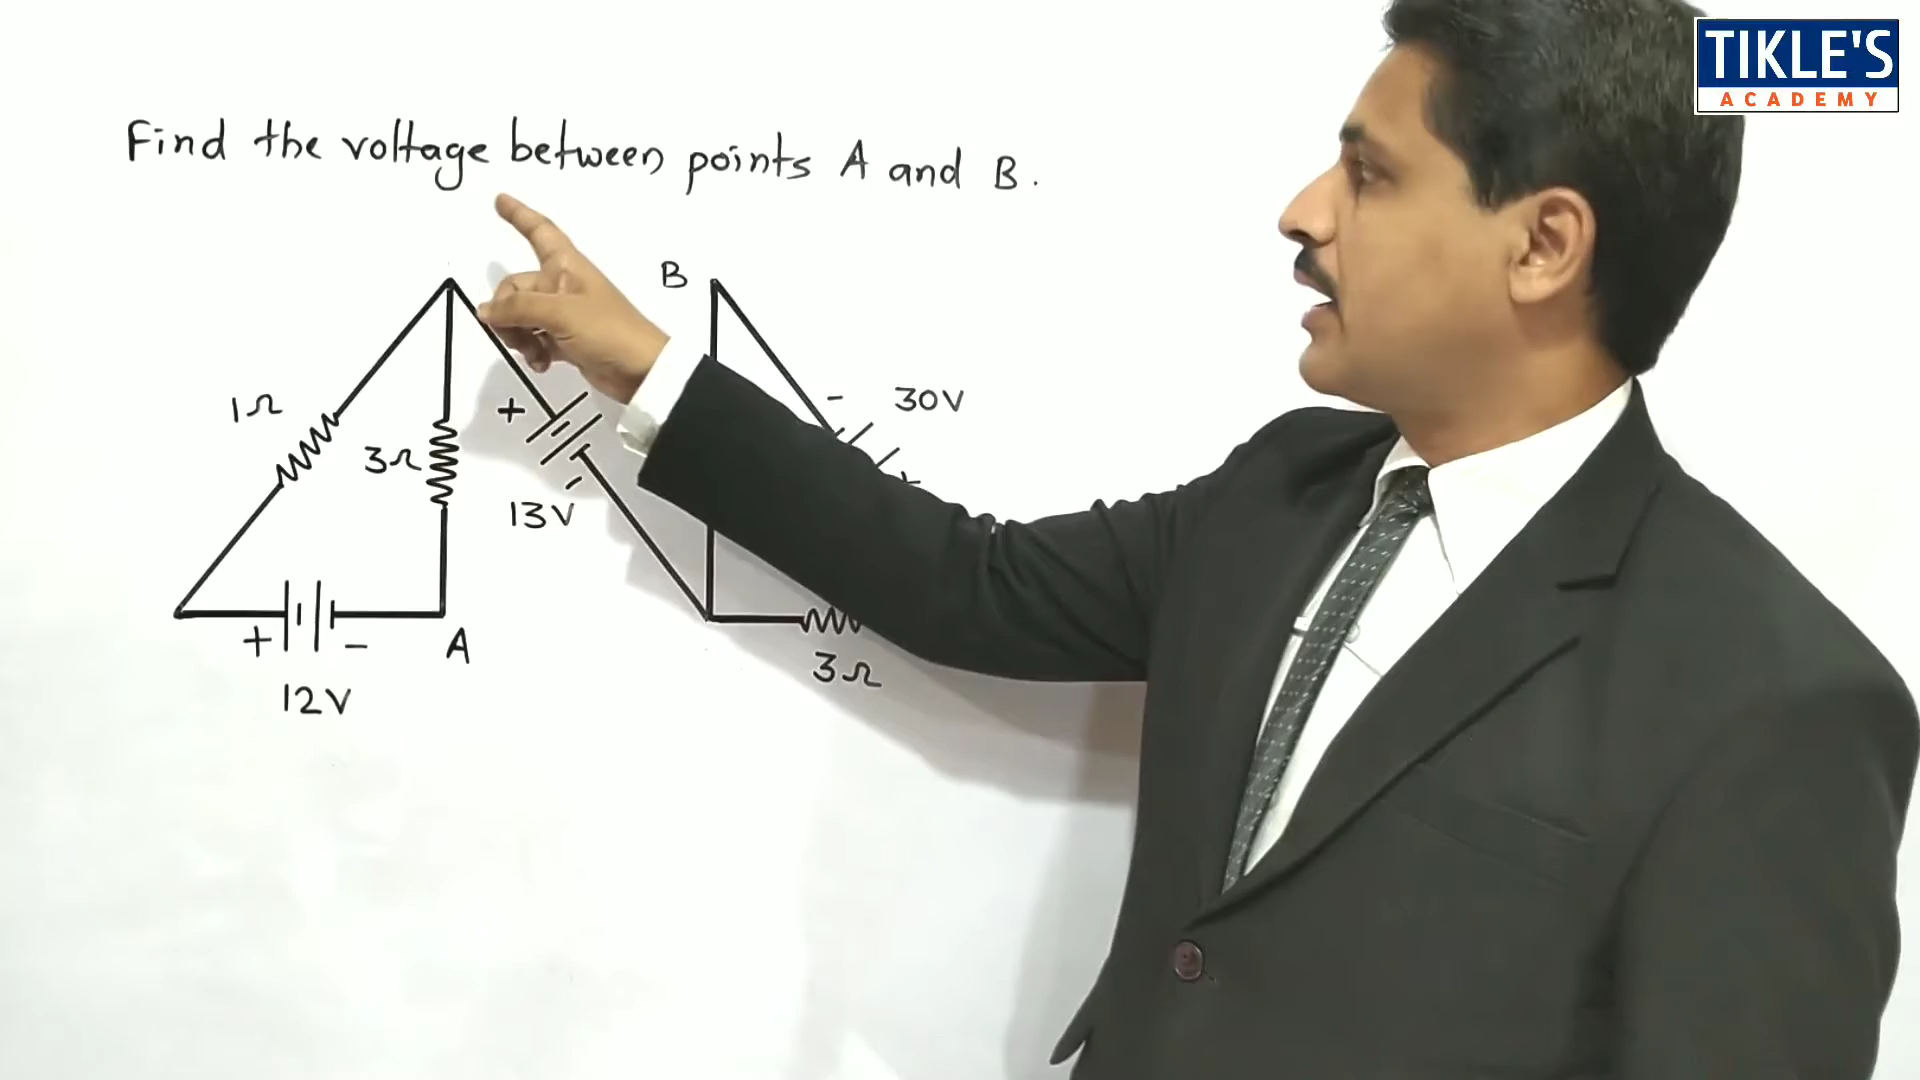 TIKLE'S
ACADEMY
Find the voltage between points A and B.
B
1Ω
3Ω
+
-
13V
-
30V
+
+
-
A
12V
3Ω